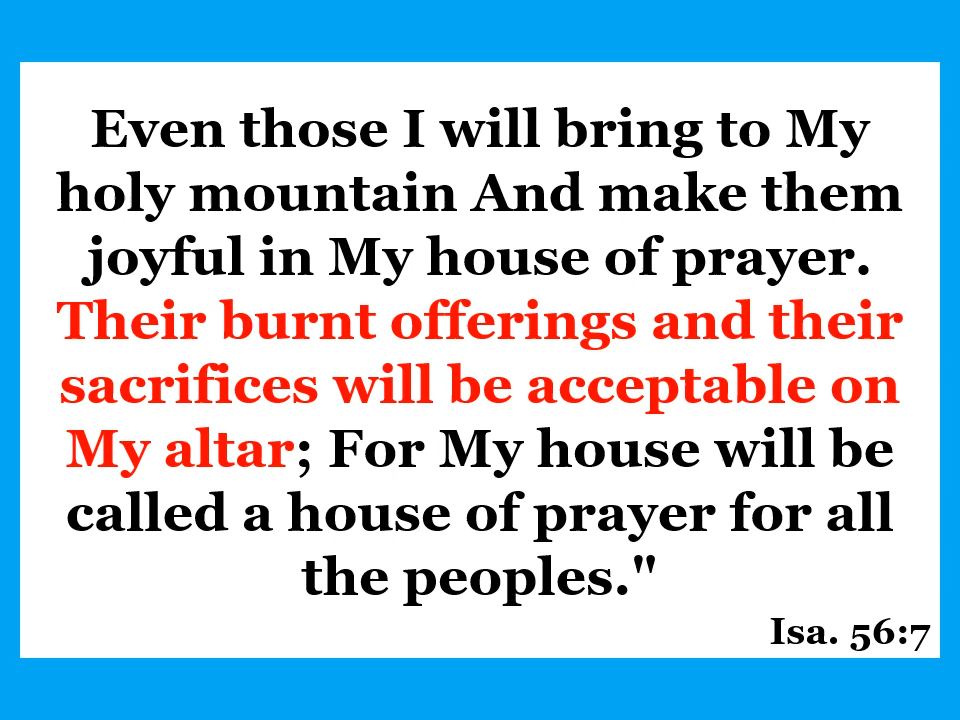 Even those I will bring to My
holy mountain And make them
joyful in My house of prayer.
Their burnt offerings and their
sacrifices will be acceptable on
My altar; For My house will be
called a house of prayer for all
the peoples."
Isa. 56:7